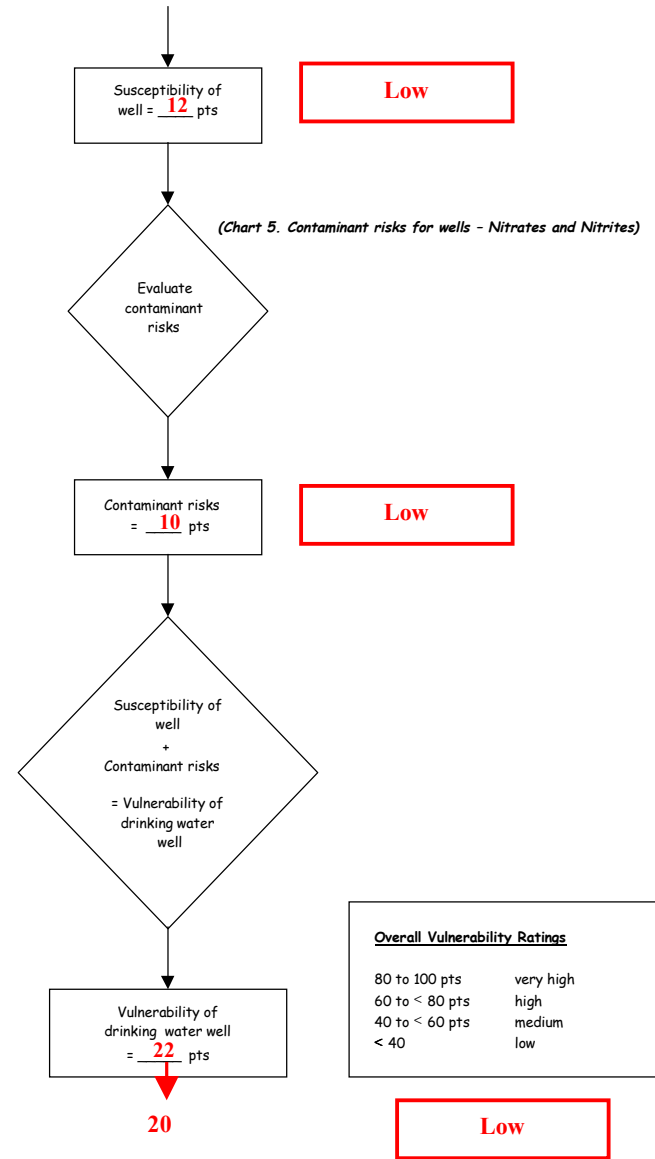 Susceptibility of
well = 12 pts
Low
(Chart 5. Contaminant risks for wells – Nitrates and Nitrites)
Evaluate
contaminant
risks
Contaminant risks
= 10 pts
Low
Susceptibility of
well
+
Contaminant risks
= Vulnerability of
drinking water
well
Overall Vulnerability Ratings
80 to 100 pts very high
60 to < 80 pts high
40 to < 60 pts medium
< 40 low
Vulnerability of
drinking water well
= 22 pts
20
Low